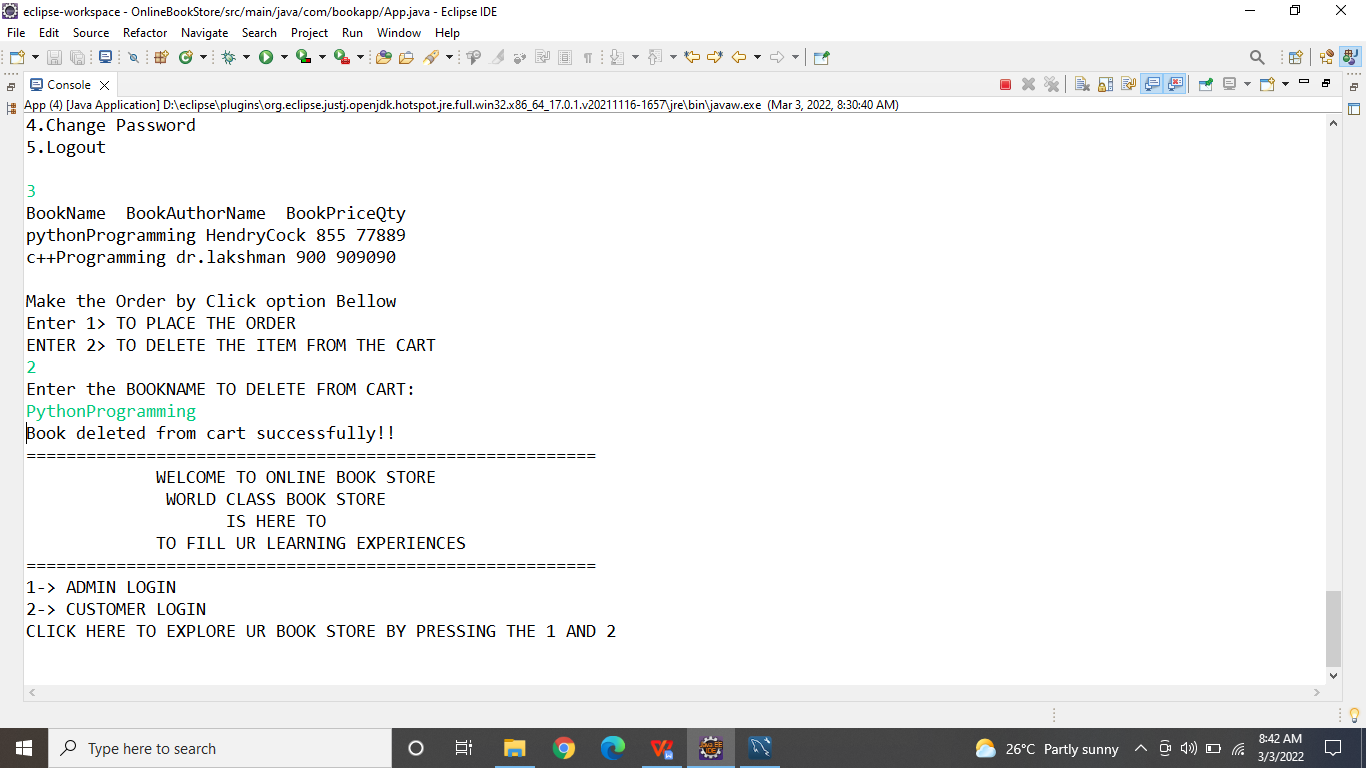 eclipse-workspace - OnlineBookStore/src/main/java/com/bookapp/App.java - Eclipse IDE
File Edit Source Refactor Navigate Search Project Run Window Help
Console
App (4) [Java Application] D:\eclipse\plugins\org.eclipse.justj.openjdk.hotspot.jre.full.win32.x86_64_17.0.1.v20211116-1657\jre\bin\javaw.exe (Mar 3, 2022, 8:30:40 AM)
4.Change Password
5.Logout
3
BookName  BookAuthorName  BookPriceQty
pythonProgramming HendryCock 855 77889
c++Programming dr.lakshman 900 909090
Make the Order by Click option Bellow
Enter 1> TO PLACE THE ORDER
ENTER 2> TO DELETE THE ITEM FROM THE CART
2
Enter the BOOKNAME TO DELETE FROM CART:
PythonProgramming
Book deleted from cart successfully!!
=========================================================
WELCOME TO ONLINE BOOK STORE
WORLD CLASS BOOK STORE
IS HERE TO
TO FILL UR LEARNING EXPERIENCES
=========================================================
1-> ADMIN LOGIN
2-> CUSTOMER LOGIN
CLICK HERE TO EXPLORE UR BOOK STORE BY PRESSING THE 1 AND 2
Type here to search
26°C Partly sunny
8:42 AM
3/3/2022